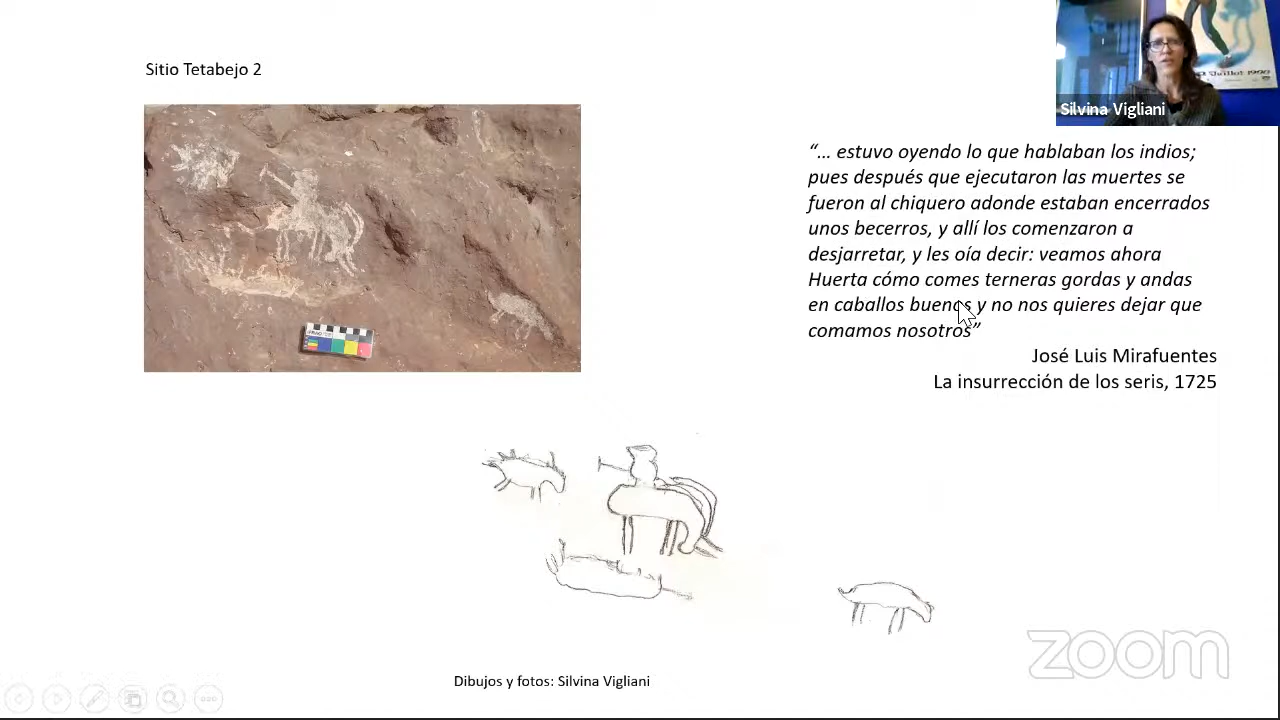 Sitio Tetabejo 2
Silvina Vigliani
“... estuvo oyendo lo que hablaban los indios;
pues después que ejecutaron las muertes se
fueron al chiquero adonde estaban encerrados
unos becerros, y allí los comenzaron a
desjarretar, y les oía decir: veamos ahora
Huerta cómo comes terneras gordas y andas
en caballos buenos y no nos quieres dejar que
comamos nosotros”
José Luis Mirafuentes
La insurrección de los seris, 1725
Dibujos y fotos: Silvina Vigliani
zoom